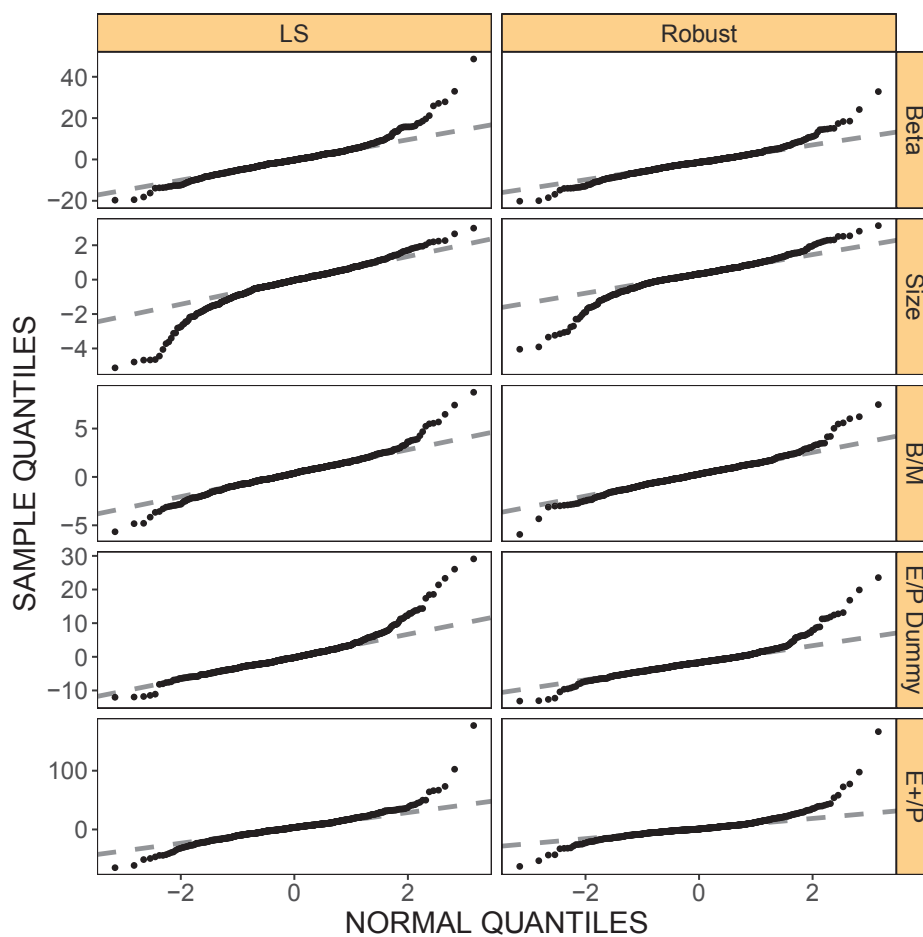 LS Robust
40
20
0
−20
Beta
2
0
−2
−4
Size
5
0
−5
B/M
30
20
10
0
−10
E/P Dummy
100
0
E+/P
−2 0 2 −2 0 2
SAMPLE QUANTILES
NORMAL QUANTILES